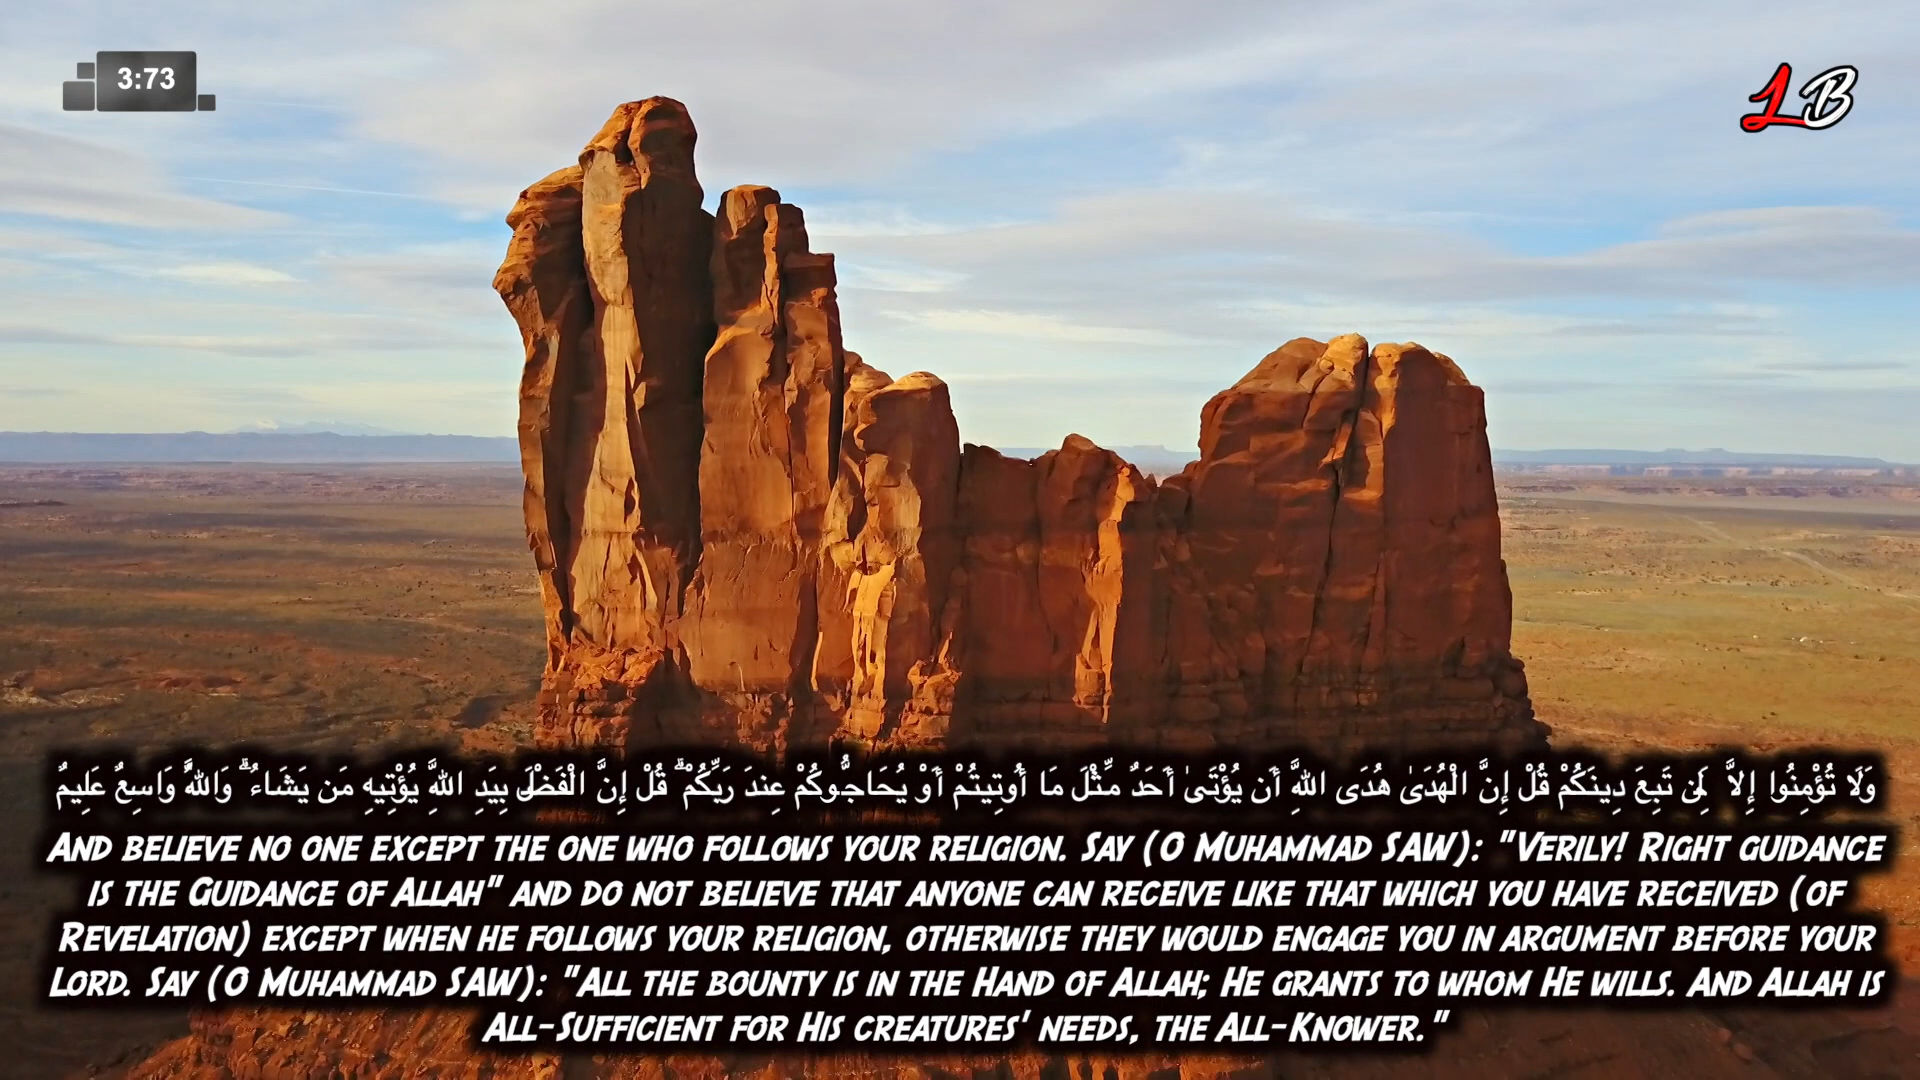 3:73
LB
وَلَا تُؤْمِنُوا إِلاَّ لِمَن تَبِعَ دِينَكُمْ قُلْ إِنَّ الْهُدَىٰ هُدَى اللَّهِ أَن يُؤْتَىٰ أَحَدٌ مِّثْلَ مَا أُوتِيتُمْ أَوْ يُحَاجُّوكُمْ عِندَ رَبِّكُمْ ۗ قُلْ إِنَّ الْفَضْلَ بِيَدِ اللَّهِ يُؤْتِيهِ مَن يَشَاءُ ۗ وَاللَّهُ وَاسِعٌ عَلِيمٌ
And believe no one except the one who follows your religion. Say (O Muhammad SAW): "Verily! Right guidance
is the Guidance of Allah" and do not believe that anyone can receive like that which you have received (of
Revelation) except when he follows your religion, otherwise they would engage you in argument before your
Lord. Say (O Muhammad SAW): "All the bounty is in the Hand of Allah; He grants to whom He wills. And Allah is
All-Sufficient for His creatures' needs, the All-Knower."